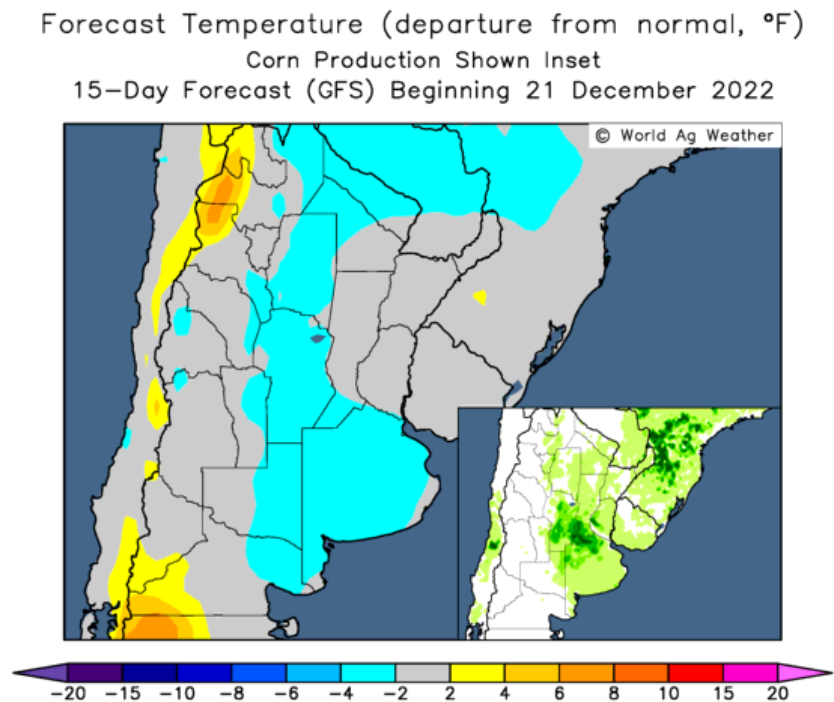 Forecast Temperature (departure from normal, °F)
Corn Production Shown Inset
15-Day Forecast (GFS) Beginning 21 December 2022
© World Ag Weather
-20 -15 -10 -8 -6 -4 -2 2 4 6 8 10 15 20